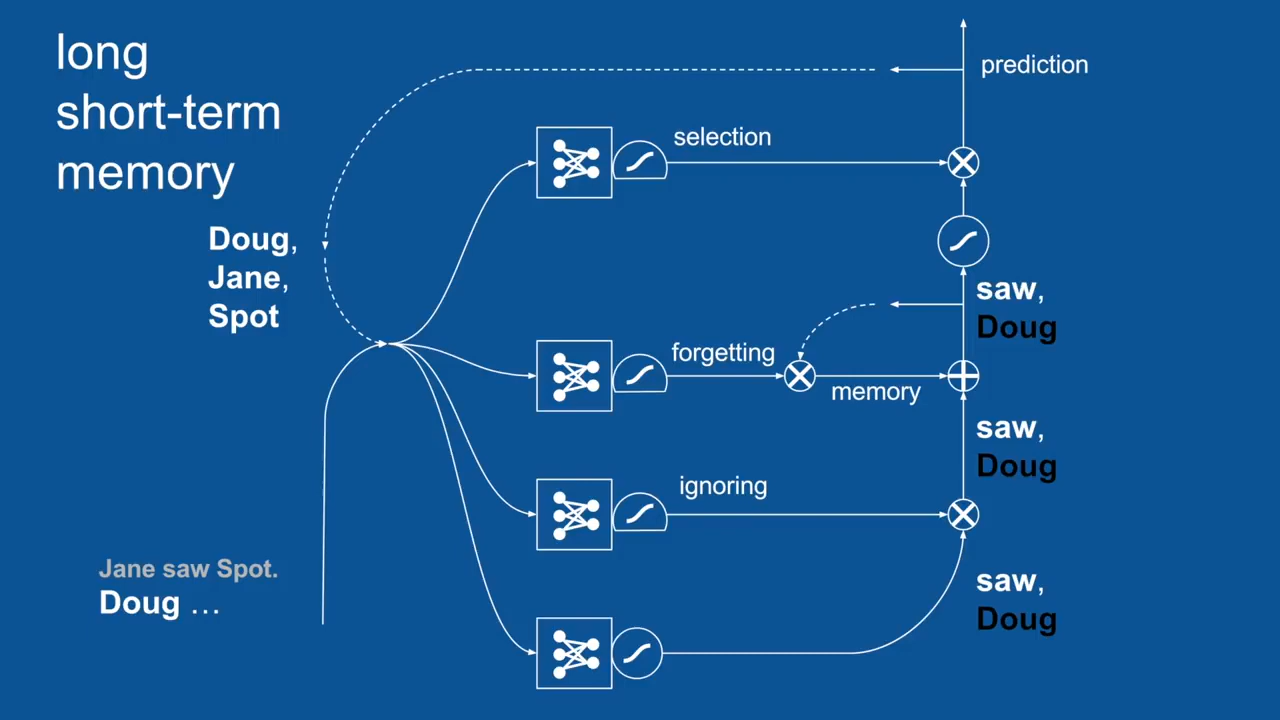 long
short-term
memory
prediction
selection
Doug,
Jane,
Spot
saw,
Doug
forgetting
memory
saw,
Doug
ignoring
Jane saw Spot.
Doug ...
saw,
Doug